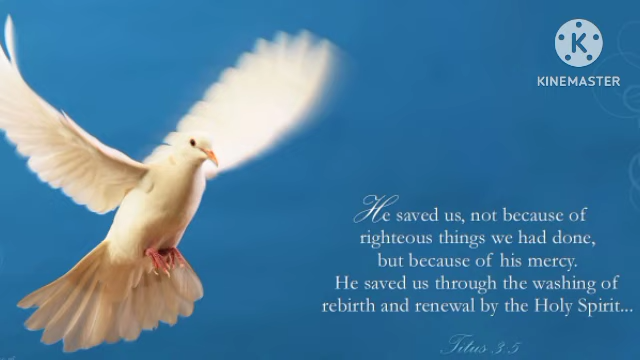 KINEMASTER
He saved us, not because of
righteous things we had done,
but because of his mercy.
He saved us through the washing of
rebirth and renewal by the Holy Spirit...
Titus 3:5